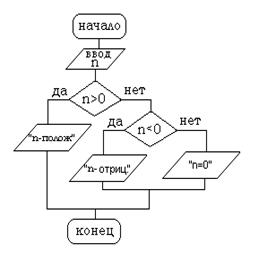 начало
ввод
n
да
n>0
нет
"n-полож"
да
n<0
нет
"n-отриц"
"n=0"
конец